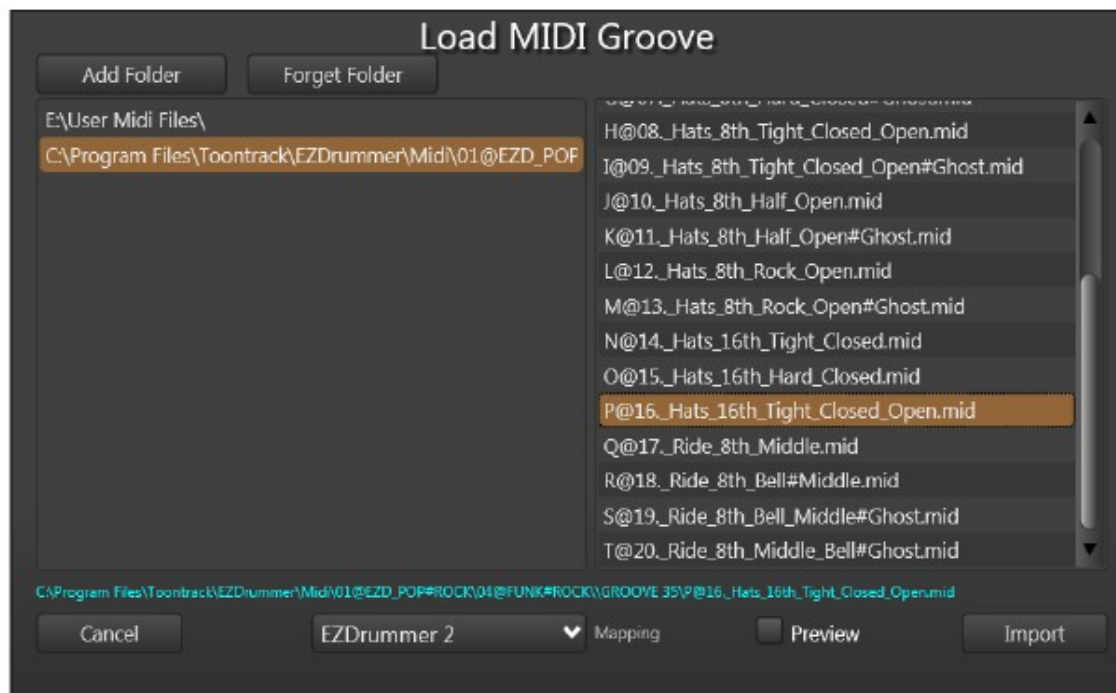 Load MIDI Groove
Add Folder Forget Folder
E:\User Midi Files\
C:\Program Files\Toontrack\EZDrummer\Midi\01@EZD_POP
H@08._Hats_8th_Tight_Closed_Open.mid
I@09._Hats_8th_Tight_Closed_Open#Ghost.mid
J@10._Hats_8th_Half_Open.mid
K@11._Hats_8th_Half_Open#Ghost.mid
L@12._Hats_8th_Rock_Open.mid
M@13._Hats_8th_Rock_Open#Ghost.mid
N@14._Hats_16th_Tight_Closed.mid
O@15._Hats_16th_Hard_Closed.mid
P@16._Hats_16th_Tight_Closed_Open.mid
Q@17._Ride_8th_Middle.mid
R@18._Ride_8th_Bell#Middle.mid
S@19._Ride_8th_Bell_Middle#Ghost.mid
T@20._Ride_8th_Middle_Bell#Ghost.mid
C:\Program Files\Toontrack\EZDrummer\Midi\01@EZD_POP#ROCK\04@FUNK#ROCK\\GROOVE 35\P@16._Hats_16th_Tight_Closed_Open.mid
Cancel EZDrummer 2 Mapping Preview Import